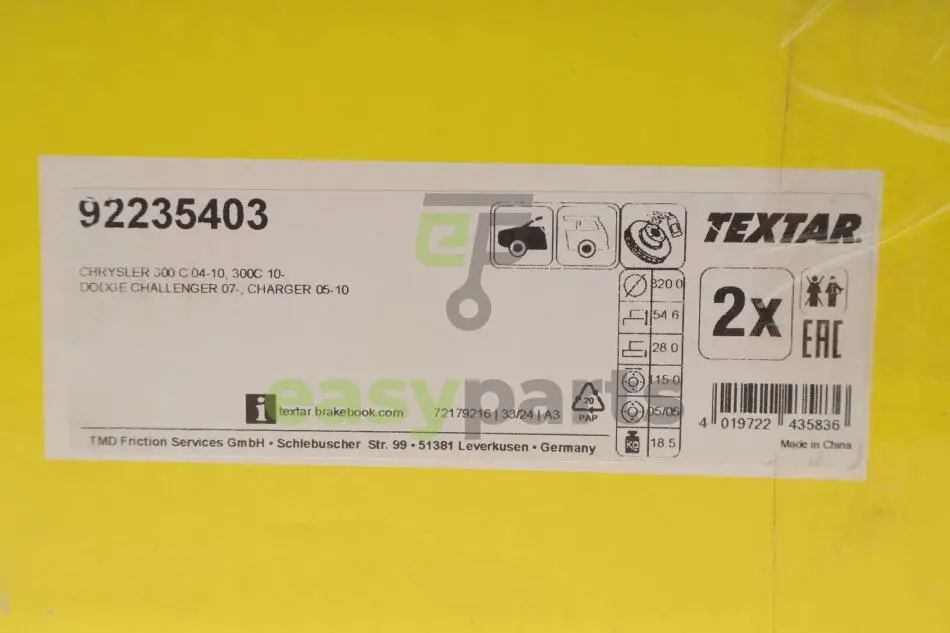 92235403
CHRYSLER 300 C 04-10, 300C 10-
DODGE CHALLENGER 07-, CHARGER 05-10
TEXTAR
320.0
54.6
28.0
115.0
05/05
kg 18.5
2x
EAC
easyparts
i textar brakebook.com 72179216 | 33/24 | A3
20
PAP
TMD Friction Services GmbH • Schlebuscher Str. 99 • 51381 Leverkusen • Germany
4 019722 435836
Made in China